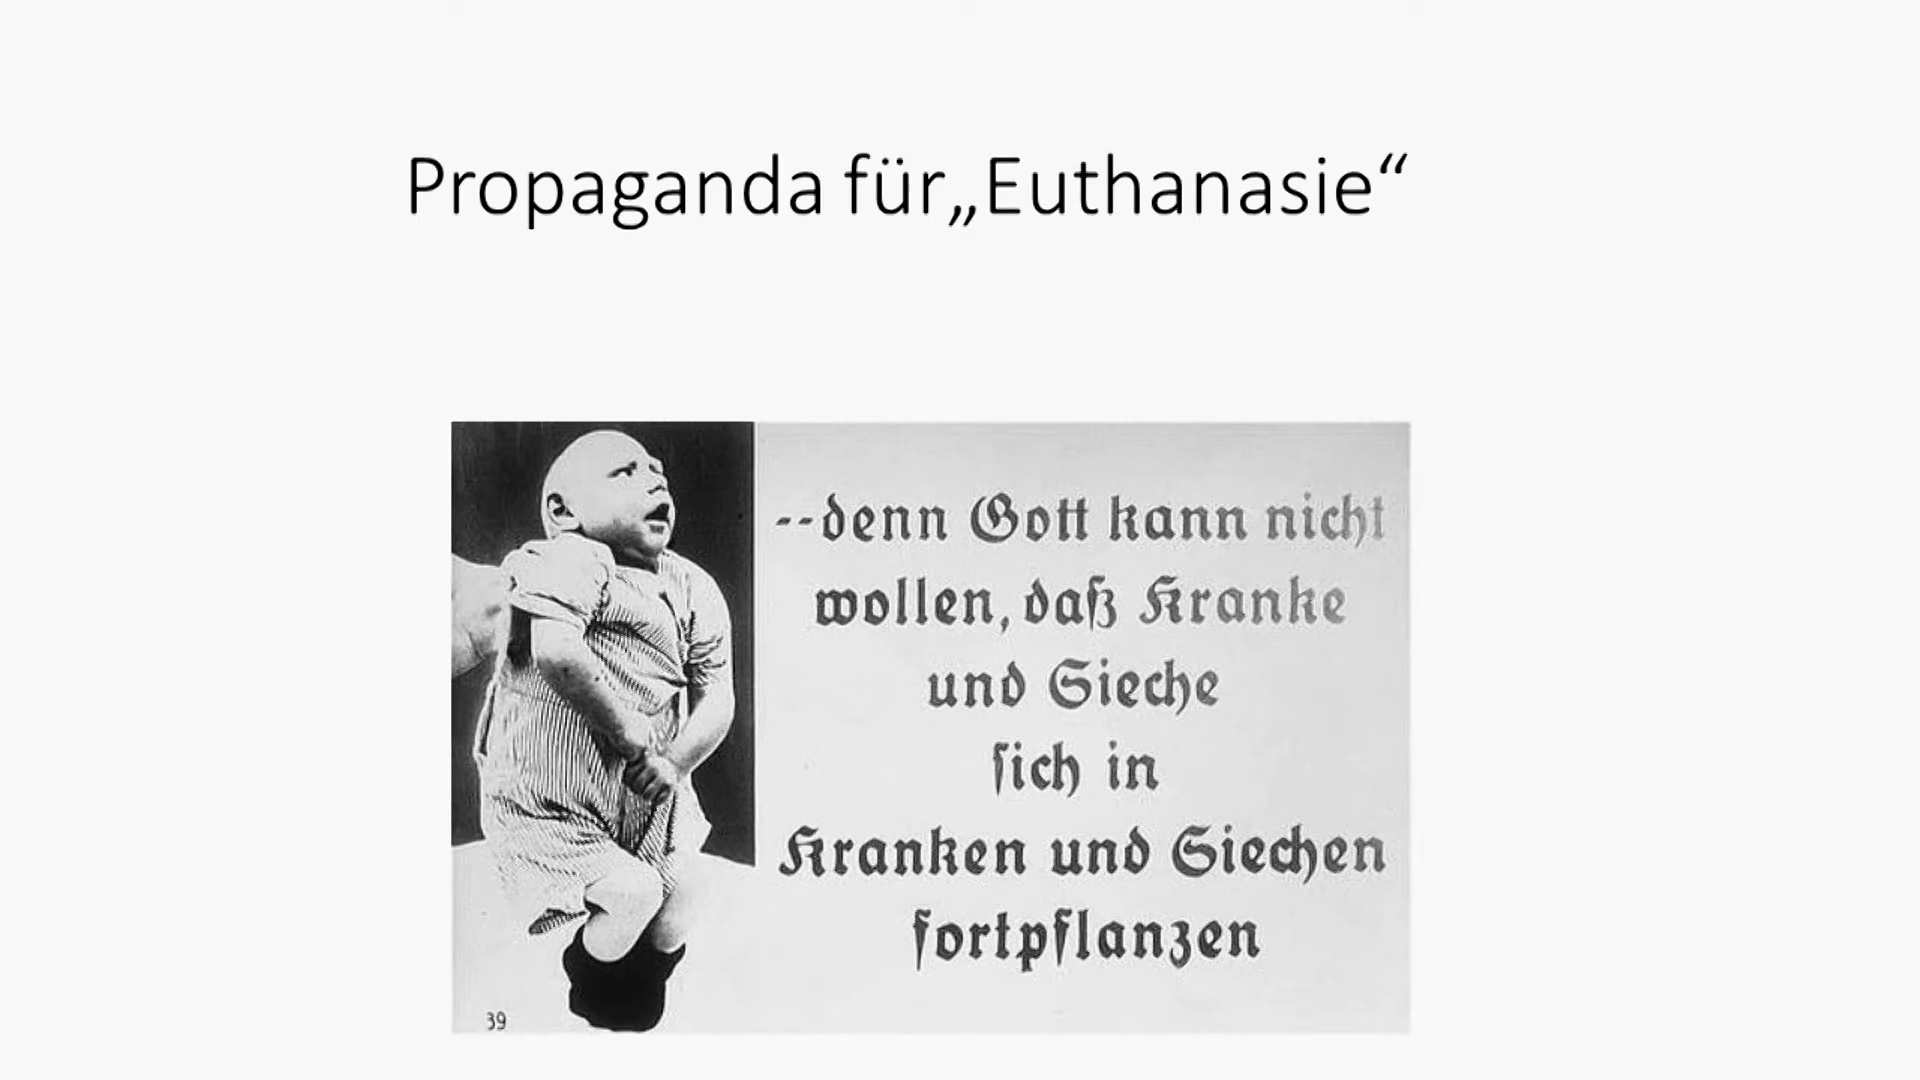 Propaganda für„Euthanasie“
--denn Gott kann nicht
wollen, daß Kranke
und Sieche
sich in
Kranken und Siechen
fortpflanzen
39